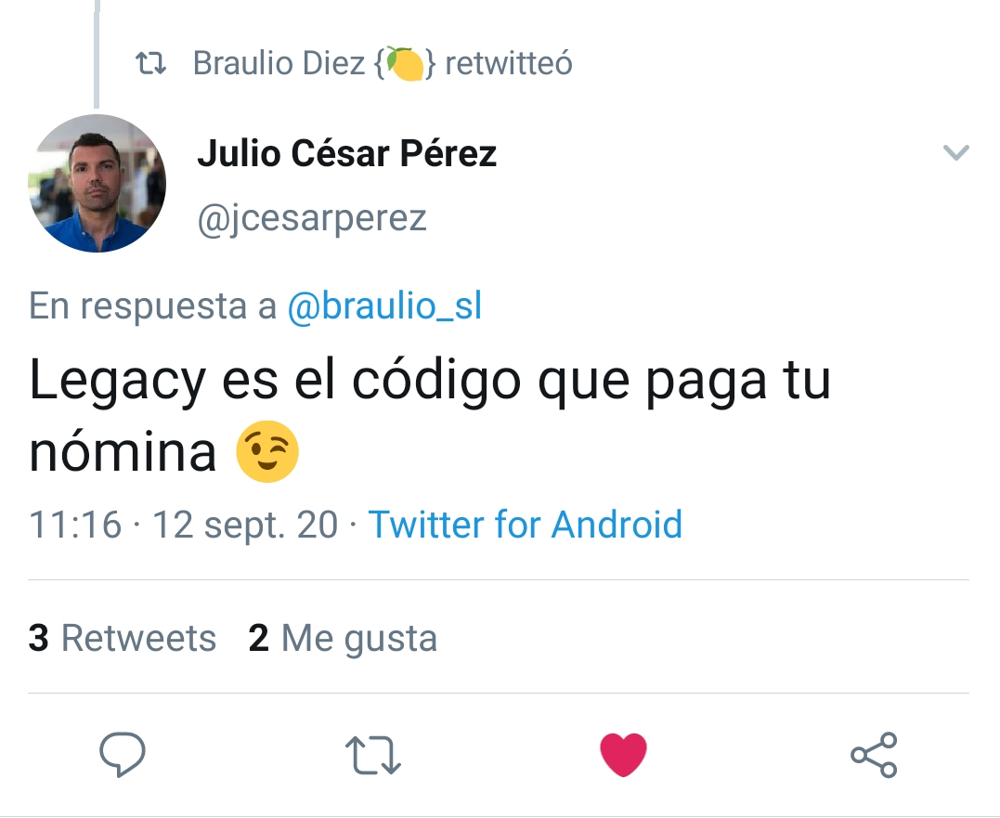 Braulio Diez {🍋} retwitteó
Julio César Pérez
@jcesarperez
En respuesta a @braulio_sl
Legacy es el código que paga tu
nómina 😉
11:16 · 12 sept. 20 · Twitter for Android
3 Retweets 2 Me gusta